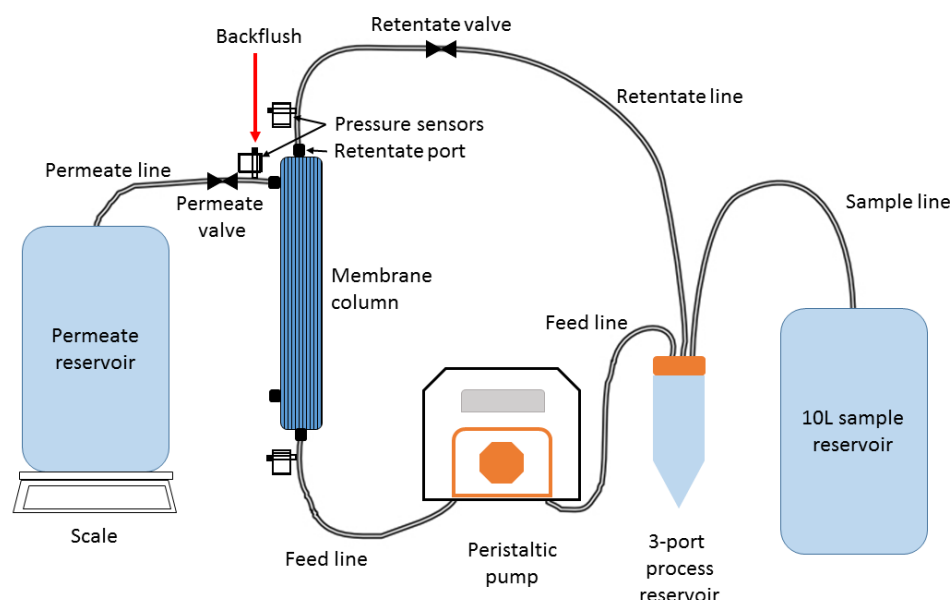 Retentate valve
Backflush
Retentate line
Pressure sensors
Retentate port
Permeate line
Permeate
valve
Sample line
Membrane
column
Feed line
Permeate
reservoir
10L sample
reservoir
Scale
Feed line
Peristaltic
pump
3-port
process
reservoir